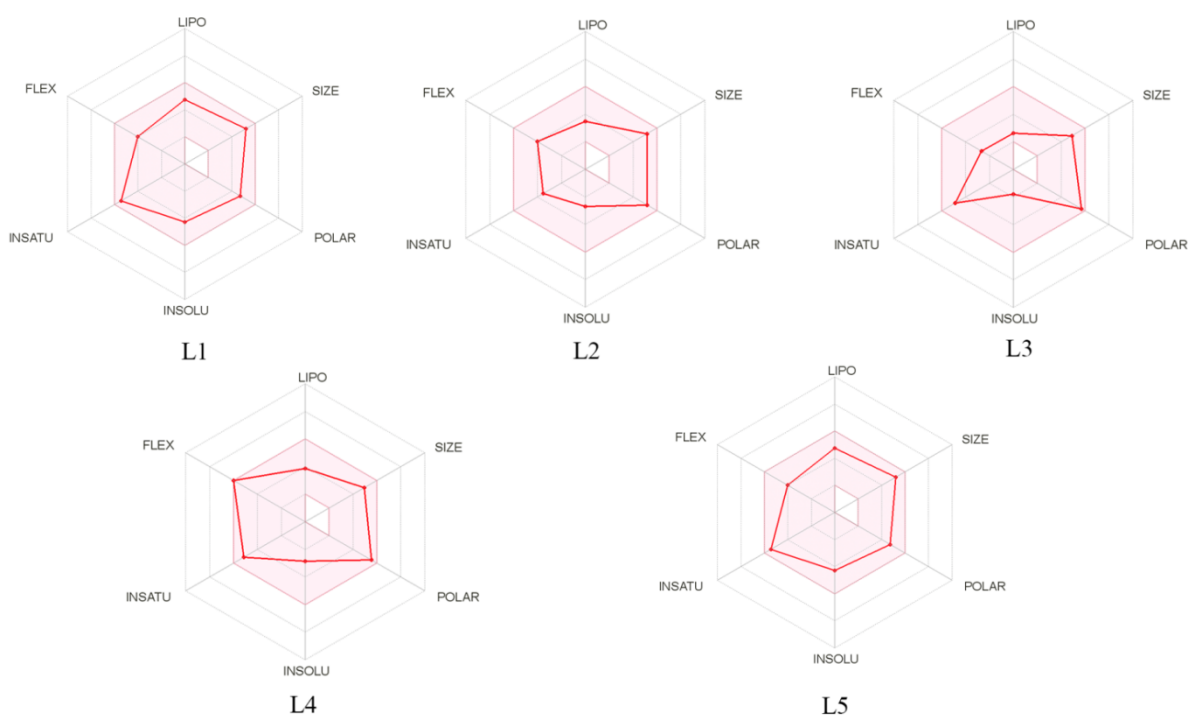 LIPO
FLEX
SIZE
INSATU
POLAR
INSOLU
L1
LIPO
FLEX
SIZE
INSATU
POLAR
INSOLU
L2
LIPO
FLEX
SIZE
INSATU
POLAR
INSOLU
L3
LIPO
FLEX
SIZE
INSATU
POLAR
INSOLU
L4
LIPO
FLEX
SIZE
INSATU
POLAR
INSOLU
L5